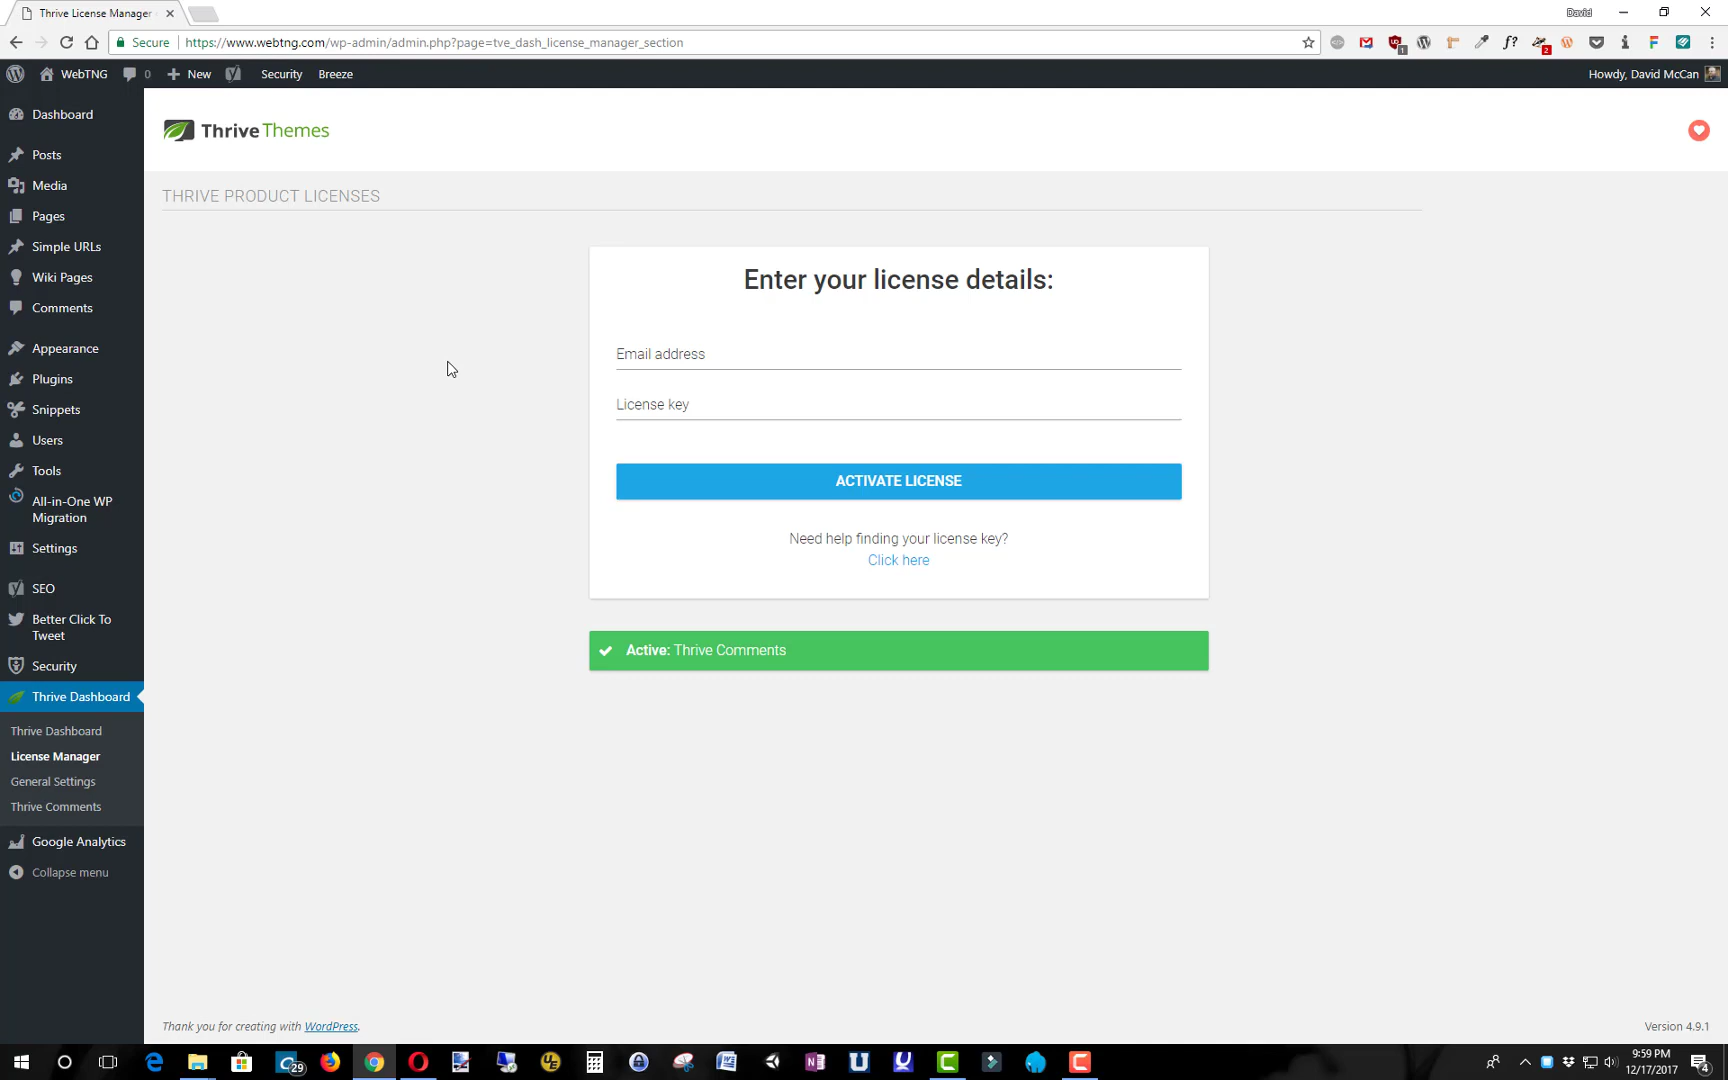 Thrive License Manager
David
Secure
https://www.webtng.com/wp-admin/admin.php?page=tve_dash_license_manager_section
1
f?
2
WebTNG
0
New
Security
Breeze
Howdy, David McCan
Dashboard
Posts
Media
Pages
Simple URLs
Wiki Pages
Comments
Appearance
Plugins
Snippets
Users
Tools
All-in-One WP
Migration
Settings
SEO
Better Click To
Tweet
Security
Thrive Dashboard
Thrive Dashboard
License Manager
General Settings
Thrive Comments
Google Analytics
Collapse menu
Thrive Themes
THRIVE PRODUCT LICENSES
Enter your license details:
Email address
License key
ACTIVATE LICENSE
Need help finding your license key?
Click here
Active: Thrive Comments
Thank you for creating with WordPress.
Version 4.9.1
29
9:59 PM
12/17/2017
4